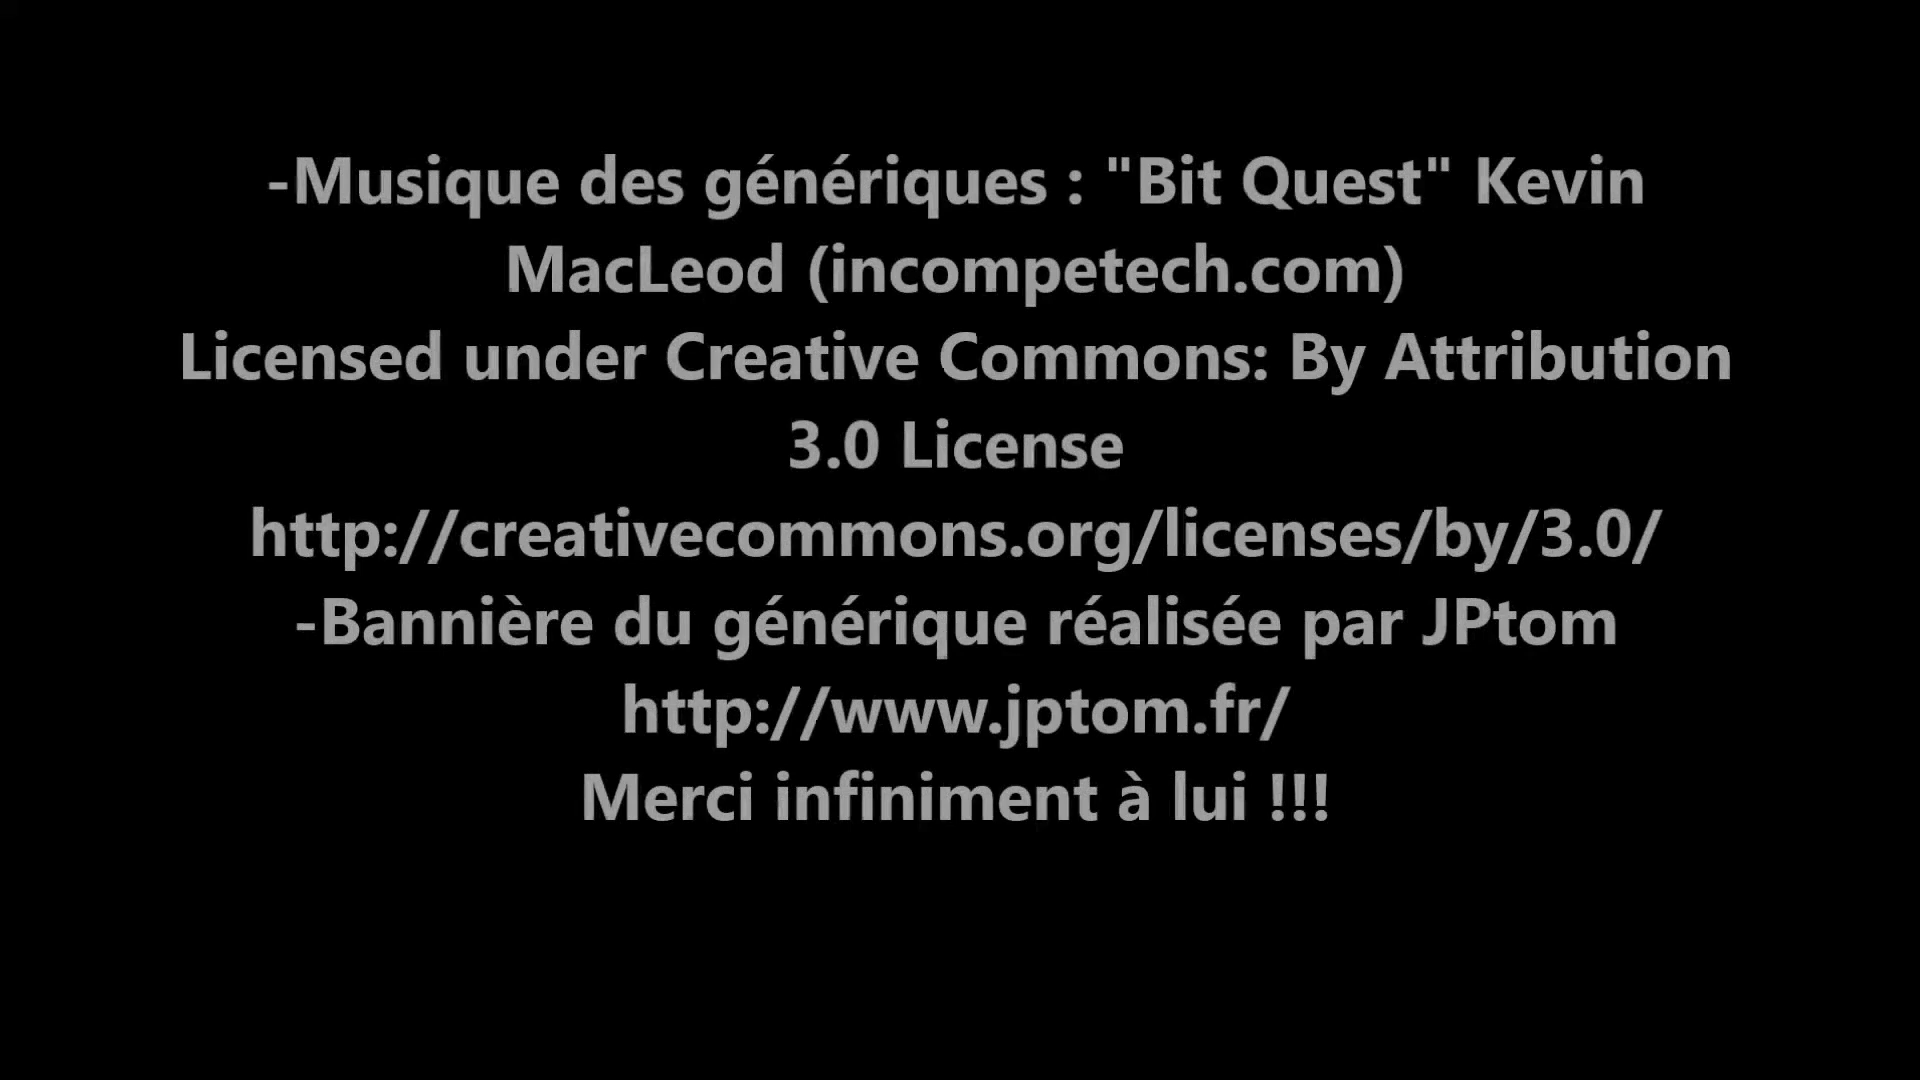 -Musique des génériques : "Bit Quest" Kevin
MacLeod (incompetech.com)
Licensed under Creative Commons: By Attribution
3.0 License
http://creativecommons.org/licenses/by/3.0/
-Bannière du générique réalisée par JPtom
http://www.jptom.fr/
Merci infiniment à lui !!!